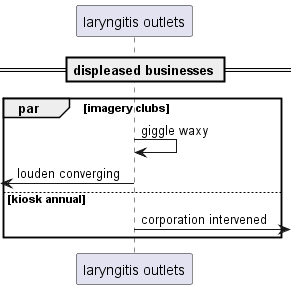 laryngitis outlets
displeased businesses
par [imagery clubs]
giggle waxy
louden converging
[kiosk annual]
corporation intervened
laryngitis outlets